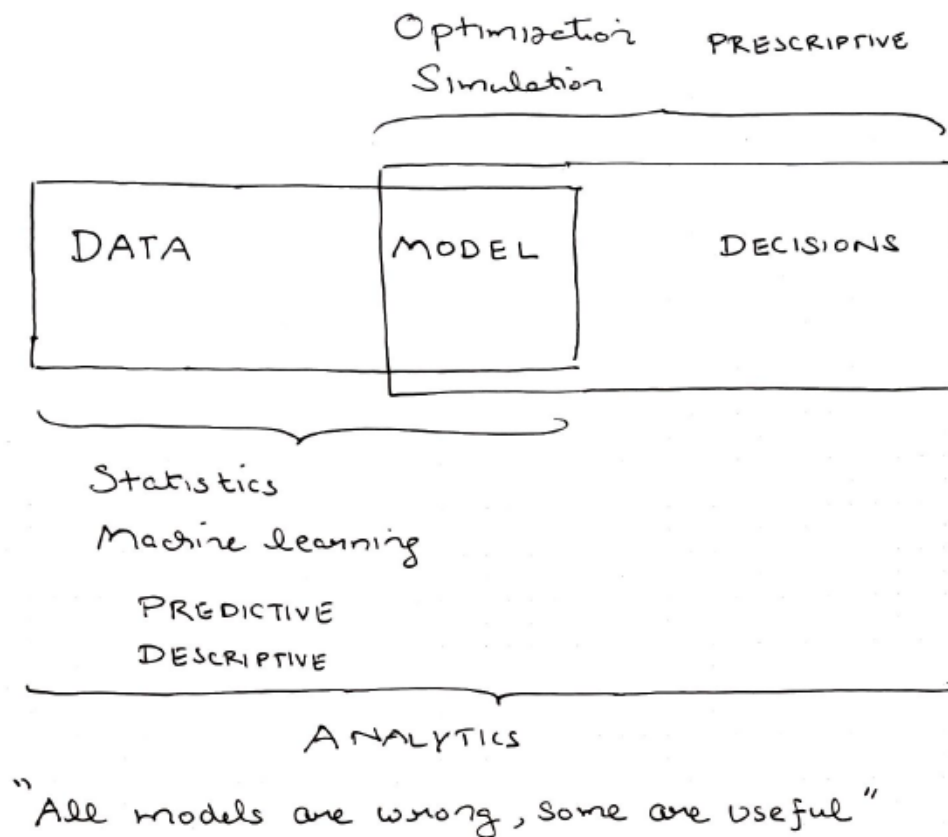 Optimization PRESCRIPTIVE
Simulation
DATA MODEL DECISIONS
Statistics
Machine learning
PREDICTIVE
DESCRIPTIVE
ANALYTICS
"All models are wrong, some are useful"